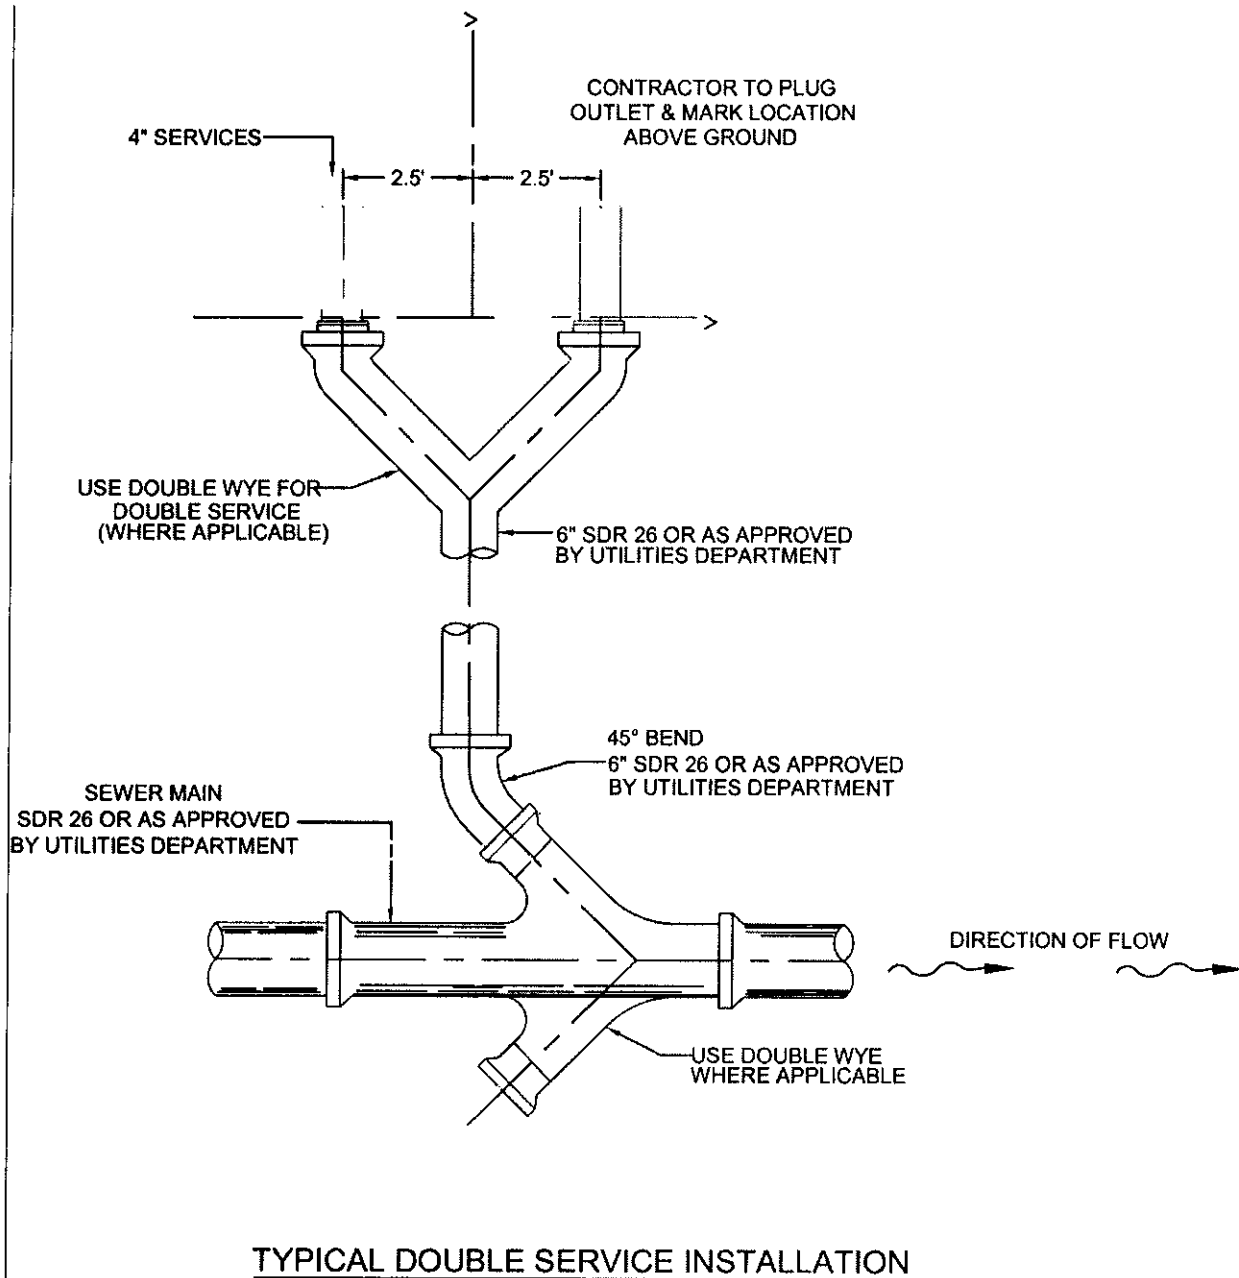 CONTRACTOR TO PLUG
OUTLET & MARK LOCATION
ABOVE GROUND
4" SERVICES
2.5'
2.5'
USE DOUBLE WYE FOR
DOUBLE SERVICE
(WHERE APPLICABLE)
6" SDR 26 OR AS APPROVED
BY UTILITIES DEPARTMENT
45° BEND
6" SDR 26 OR AS APPROVED
BY UTILITIES DEPARTMENT
SEWER MAIN
SDR 26 OR AS APPROVED
BY UTILITIES DEPARTMENT
DIRECTION OF FLOW
USE DOUBLE WYE
WHERE APPLICABLE
TYPICAL DOUBLE SERVICE INSTALLATION